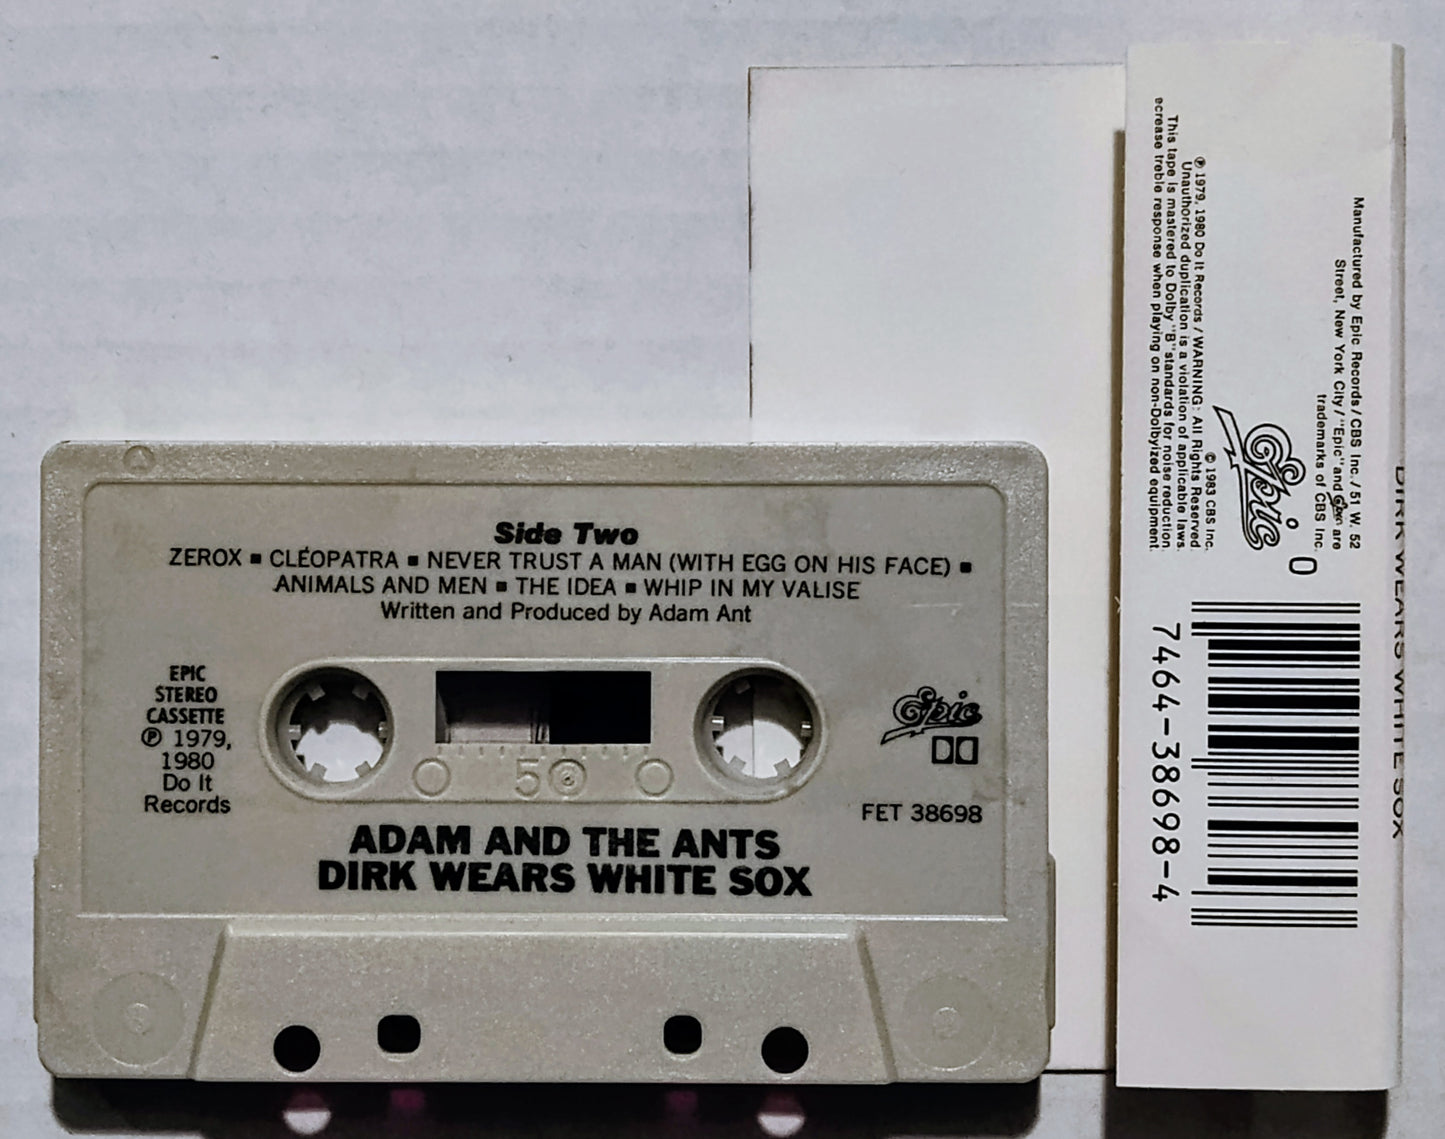 Side Two
ZEROX ■ CLÉOPATRA ■ NEVER TRUST A MAN (WITH EGG ON HIS FACE) ■
ANIMALS AND MEN ■ THE IDEA ■ WHIP IN MY VALISE
Written and Produced by Adam Ant
EPIC
STEREO
CASSETTE
℗ 1979,
1980
Do It
Records
Epic
FET 38698
50
ADAM AND THE ANTS
DIRK WEARS WHITE SOX
DIRK WEARS WHITE SOX
Manufactured by Epic Records / CBS Inc. / 51 W. 52
Street, New York City / "Epic" and Epic are
trademarks of CBS Inc.
0
Epic
© 1983 CBS Inc.
℗ 1979, 1980 Do It Records / WARNING: All Rights Reserved.
Unauthorized duplication is a violation of applicable laws.
This tape is mastered to Dolby "B" standards for noise reduction.
ecrease treble response when playing on non-Dolbyized equipment.
74664-38698-4